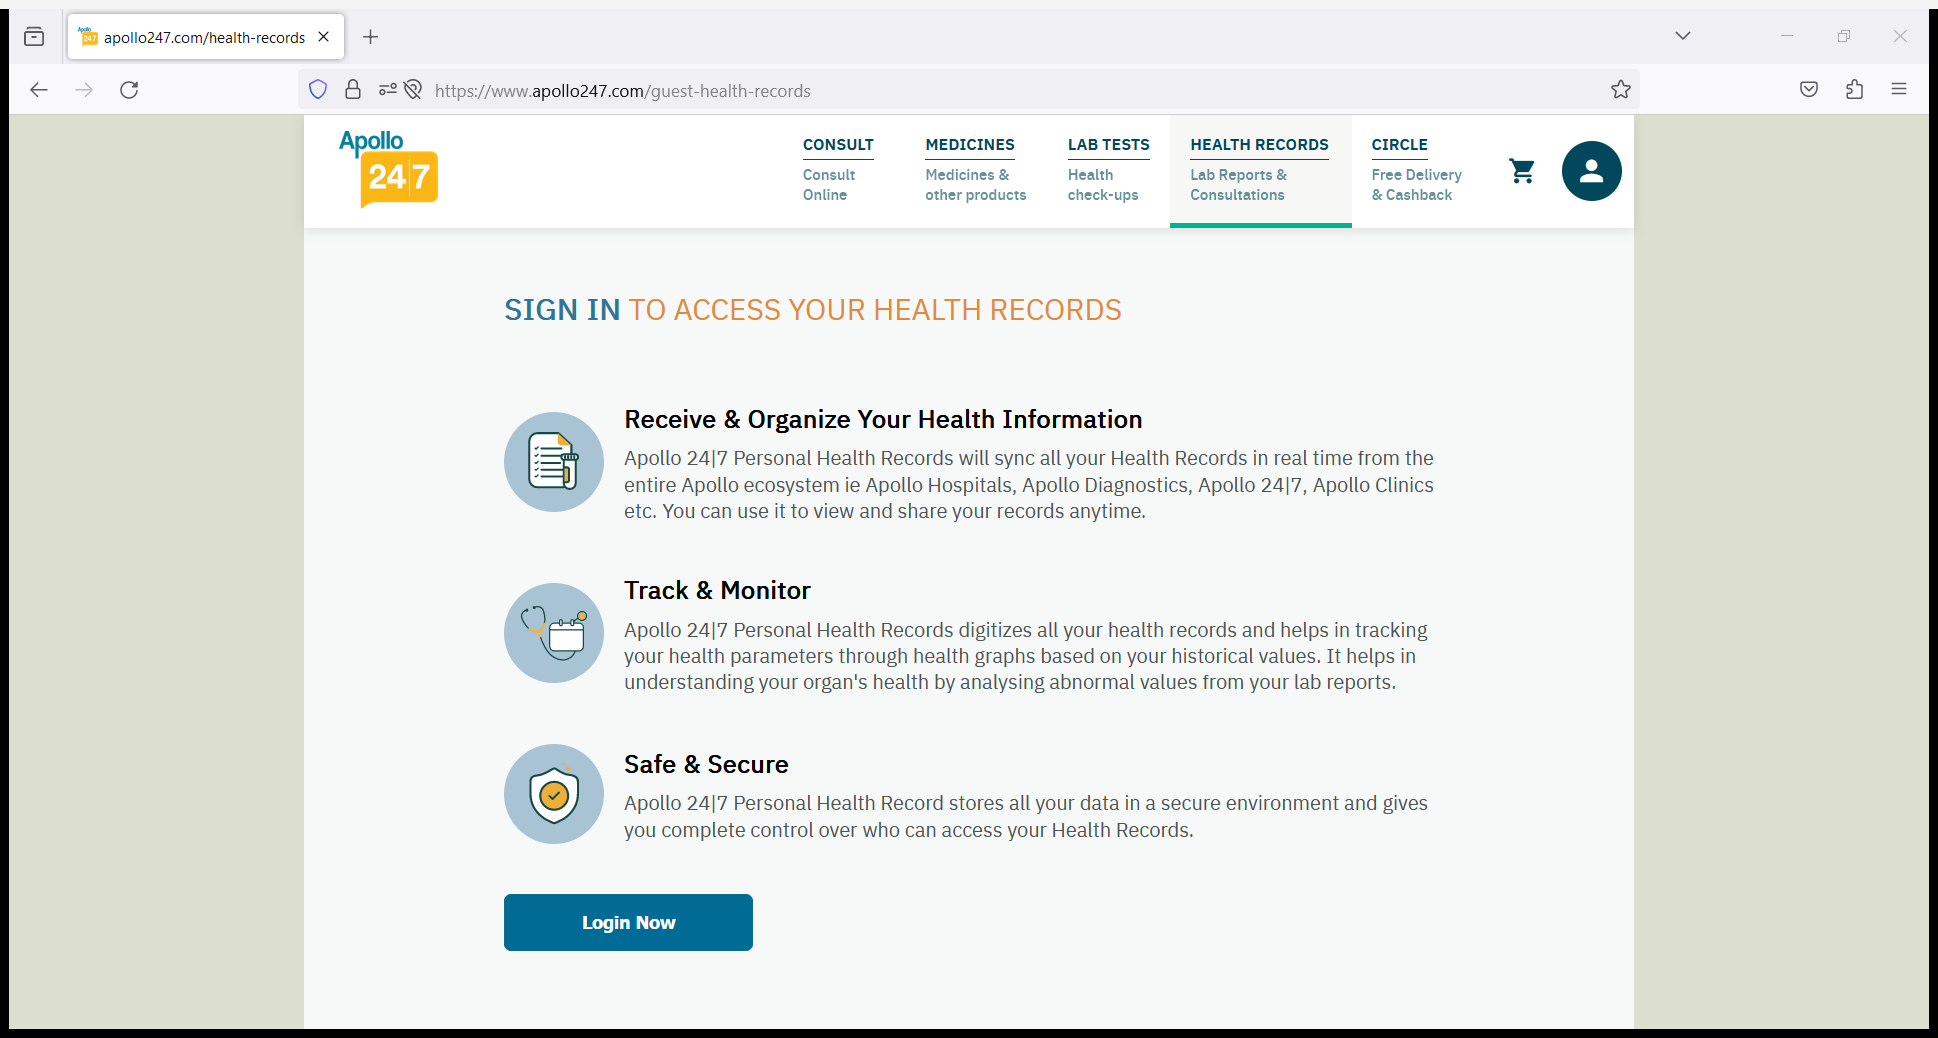 apollo247.com/health-records
https://www.apollo247.com/guest-health-records
Apollo
24|7
CONSULT
Consult
Online
MEDICINES
Medicines &
other products
LAB TESTS
Health
check-ups
HEALTH RECORDS
Lab Reports &
Consultations
CIRCLE
Free Delivery
& Cashback
SIGN IN TO ACCESS YOUR HEALTH RECORDS
Receive & Organize Your Health Information
Apollo 24|7 Personal Health Records will sync all your Health Records in real time from the
entire Apollo ecosystem ie Apollo Hospitals, Apollo Diagnostics, Apollo 24|7, Apollo Clinics
etc. You can use it to view and share your records anytime.
Track & Monitor
Apollo 24|7 Personal Health Records digitizes all your health records and helps in tracking
your health parameters through health graphs based on your historical values. It helps in
understanding your organ's health by analysing abnormal values from your lab reports.
Safe & Secure
Apollo 24|7 Personal Health Record stores all your data in a secure environment and gives
you complete control over who can access your Health Records.
Login Now